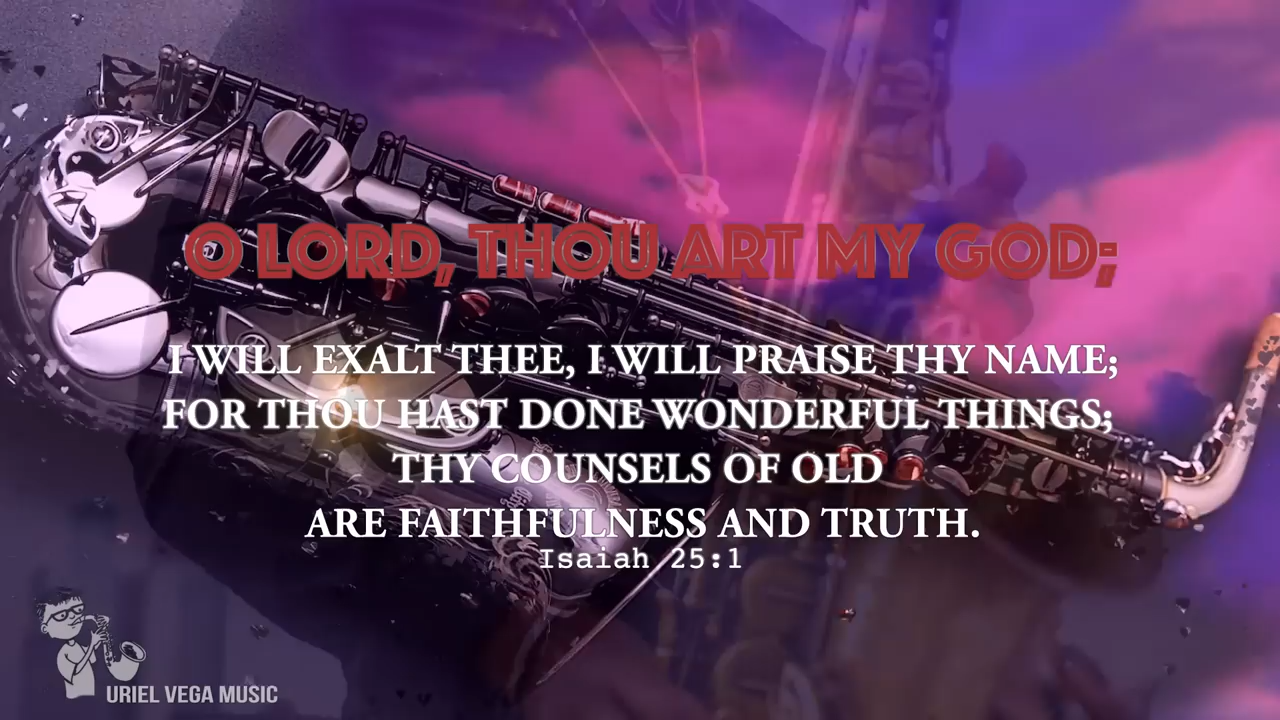 O LORD, THOU ART MY GOD;
I WILL EXALT THEE, I WILL PRAISE THY NAME;
FOR THOU HAST DONE WONDERFUL THINGS;
THY COUNSELS OF OLD
ARE FAITHFULNESS AND TRUTH.
Isaiah 25:1
URIEL VEGA MUSIC